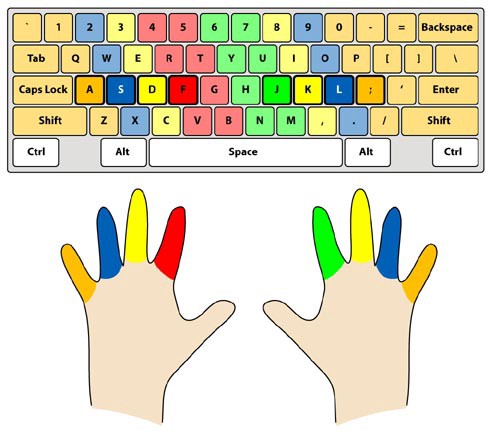 ` 1 2 3 4 5 6 7 8 9 0 - = Backspace
Tab Q W E R T Y U I O P [ ] \
Caps Lock A S D F G H J K L ; ‘ Enter
Shift Z X C V B N M , . / Shift
Ctrl Alt Space Alt Ctrl